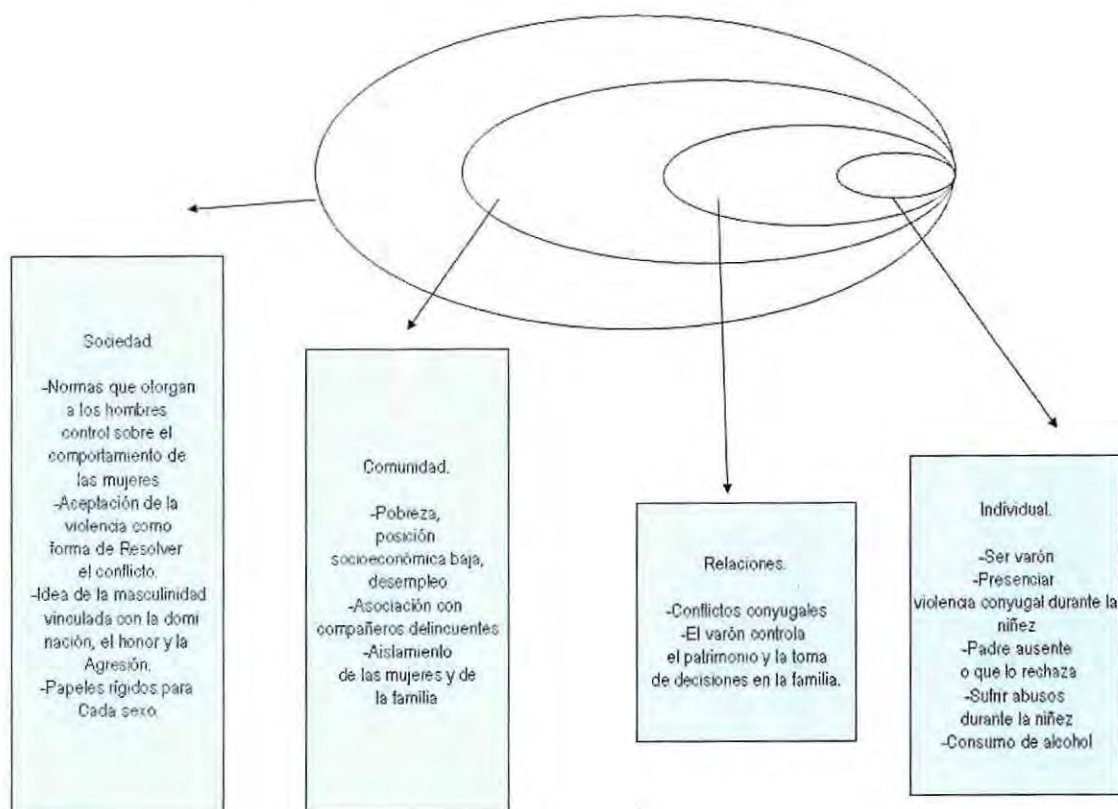 Sociedad.
-Normas que otorgan
a los hombres
control sobre el
comportamiento de
las mujeres
-Aceptación de la
violencia como
forma de Resolver
el conflicto.
-Idea de la masculinidad
vinculada con la domi
nación, el honor y la
Agresión.
-Papeles rígidos para
Cada sexo.
Comunidad.
-Pobreza,
posición
socioeconómica baja,
desempleo
-Asociación con
compañeros delincuentes
-Aislamiento
de las mujeres y de
la familia
Relaciones.
-Conflictos conyugales
-El varón controla
el patrimonio y la toma
de decisiones en la familia.
Individual.
-Ser varón
-Presenciar
violencia conyugal durante la
niñez
-Padre ausente
o que lo rechaza
-Sufrir abusos
durante la niñez
-Consumo de alcohol